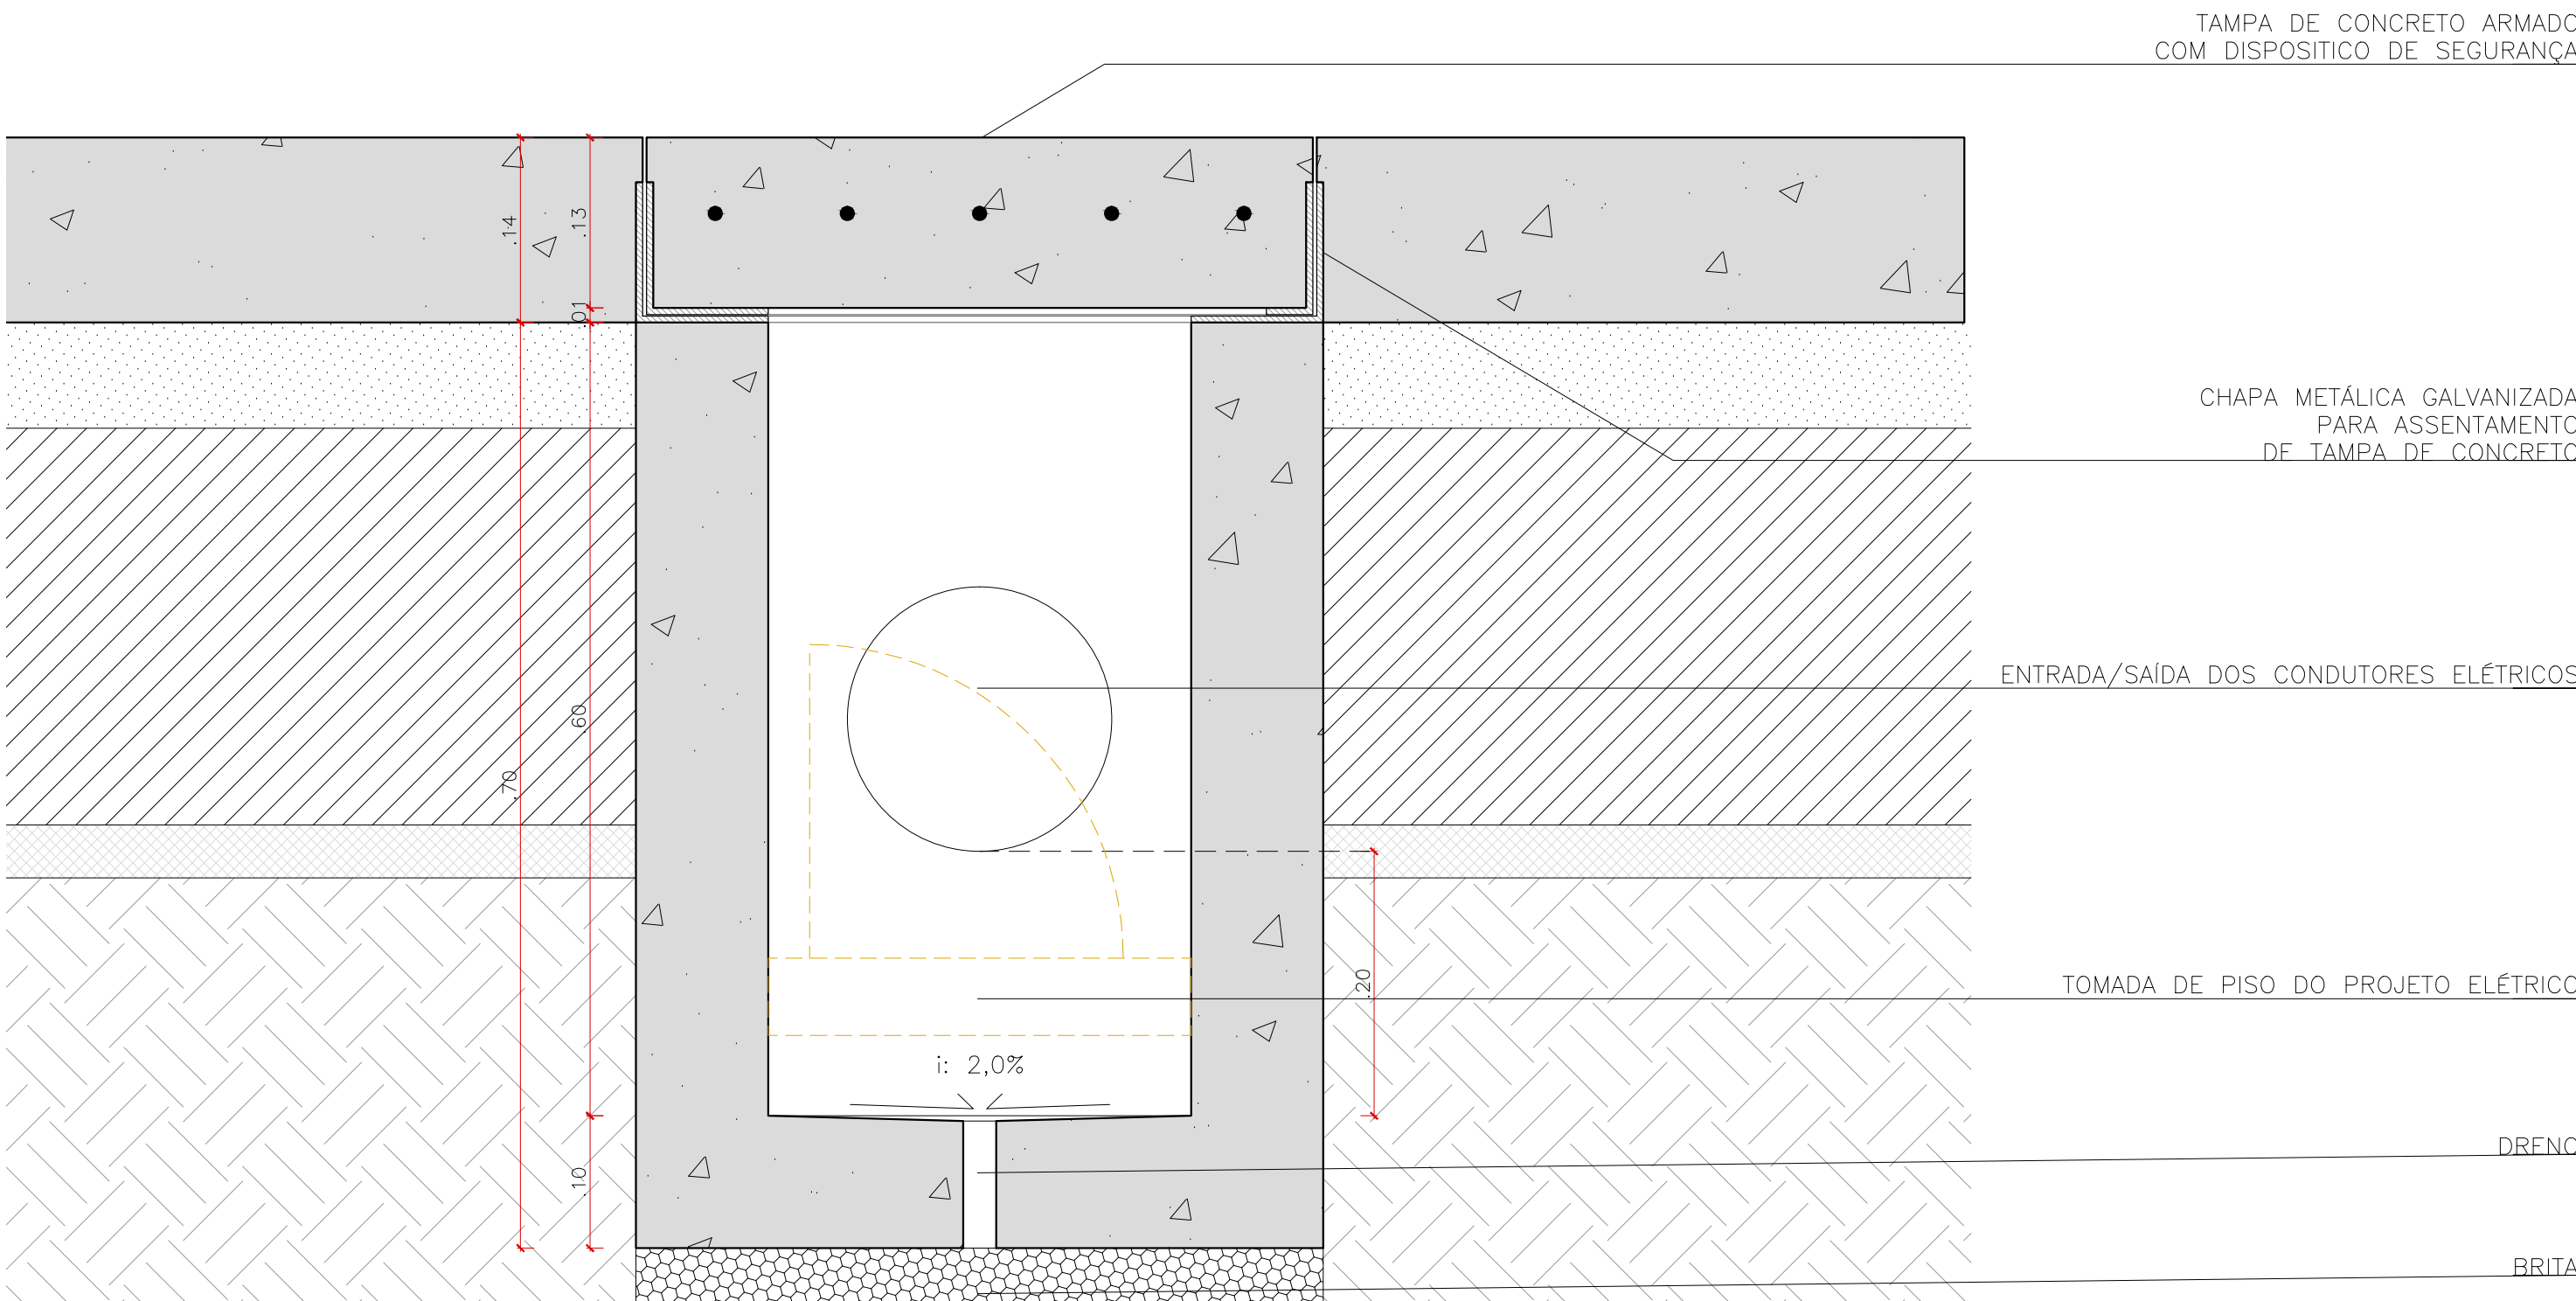 TAMPA DE CONCRETO ARMADO
COM DISPOSITICO DE SEGURANÇA
.14
.13
.01
CHAPA METÁLICA GALVANIZADA
PARA ASSENTAMENTO
DE TAMPA DE CONCRETO
ENTRADA/SAÍDA DOS CONDUTORES ELÉTRICOS
.60
.70
.20
TOMADA DE PISO DO PROJETO ELÉTRICO
i: 2,0%
DRENO
.10
BRITA